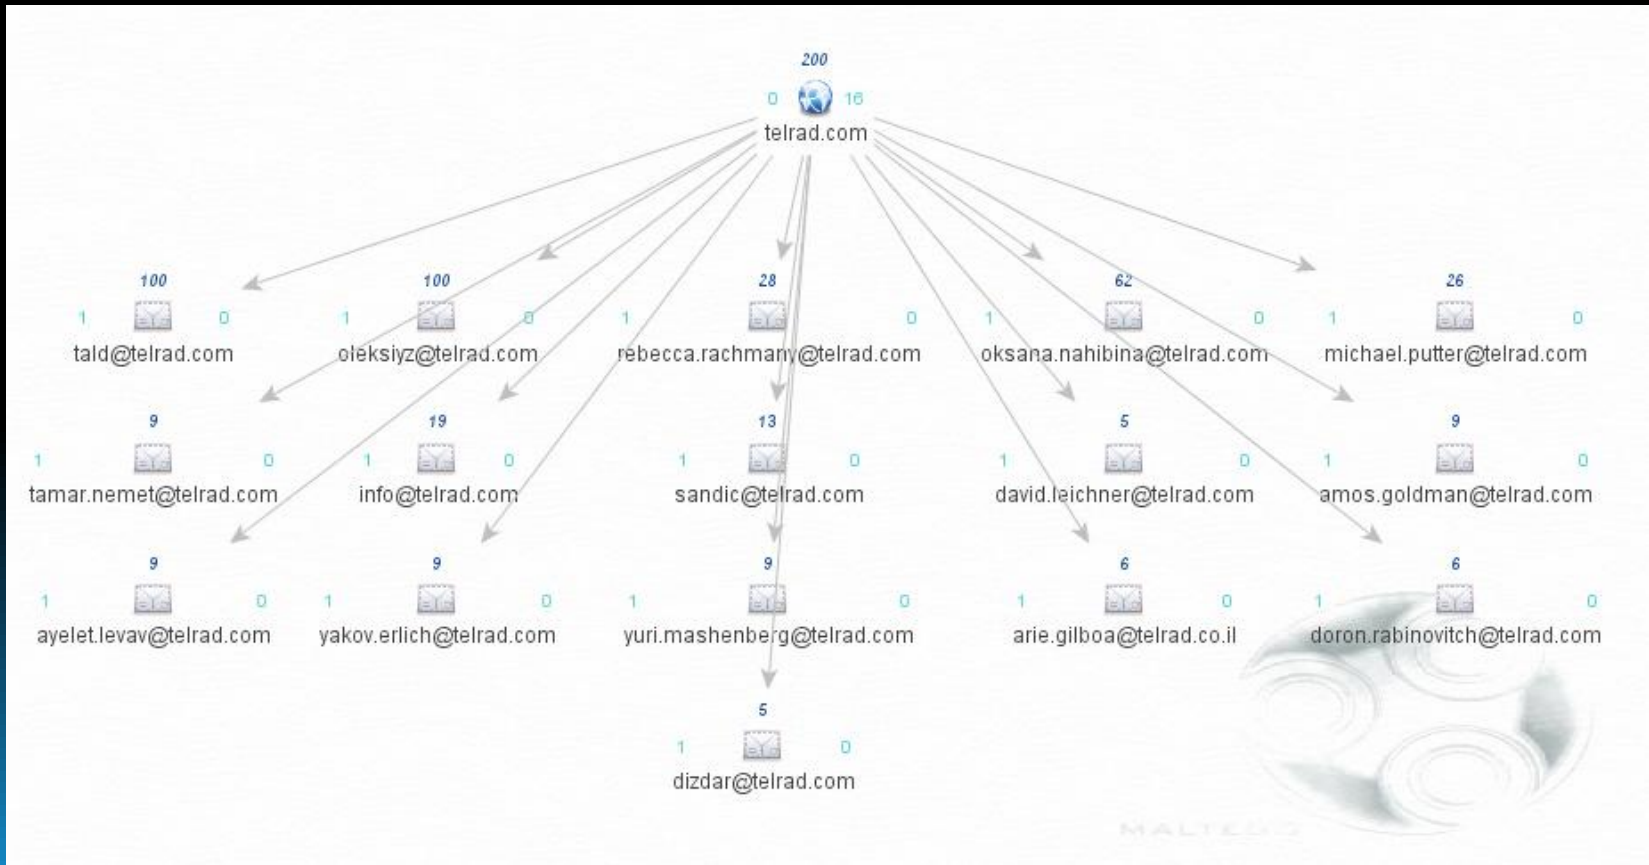 200
0 16
telrad.com
100 100 28 62 26
1 0 1 0 1 0 1 0 1 0
tald@telrad.com oleksiyz@telrad.com rebecca.rachmany@telrad.com oksana.nahibina@telrad.com michael.putter@telrad.com
9 19 13 5 9
1 0 1 0 1 0 1 0 1 0
tamar.nemet@telrad.com info@telrad.com sandic@telrad.com david.leichner@telrad.com amos.goldman@telrad.com
9 9 9 6 6
1 0 1 0 1 0 1 0 1 0
ayelet.levav@telrad.com yakov.erlich@telrad.com yuri.mashenberg@telrad.com arie.gilboa@telrad.co.il doron.rabinovitch@telrad.com
5
1 0
dizdar@telrad.com
MALTEGO